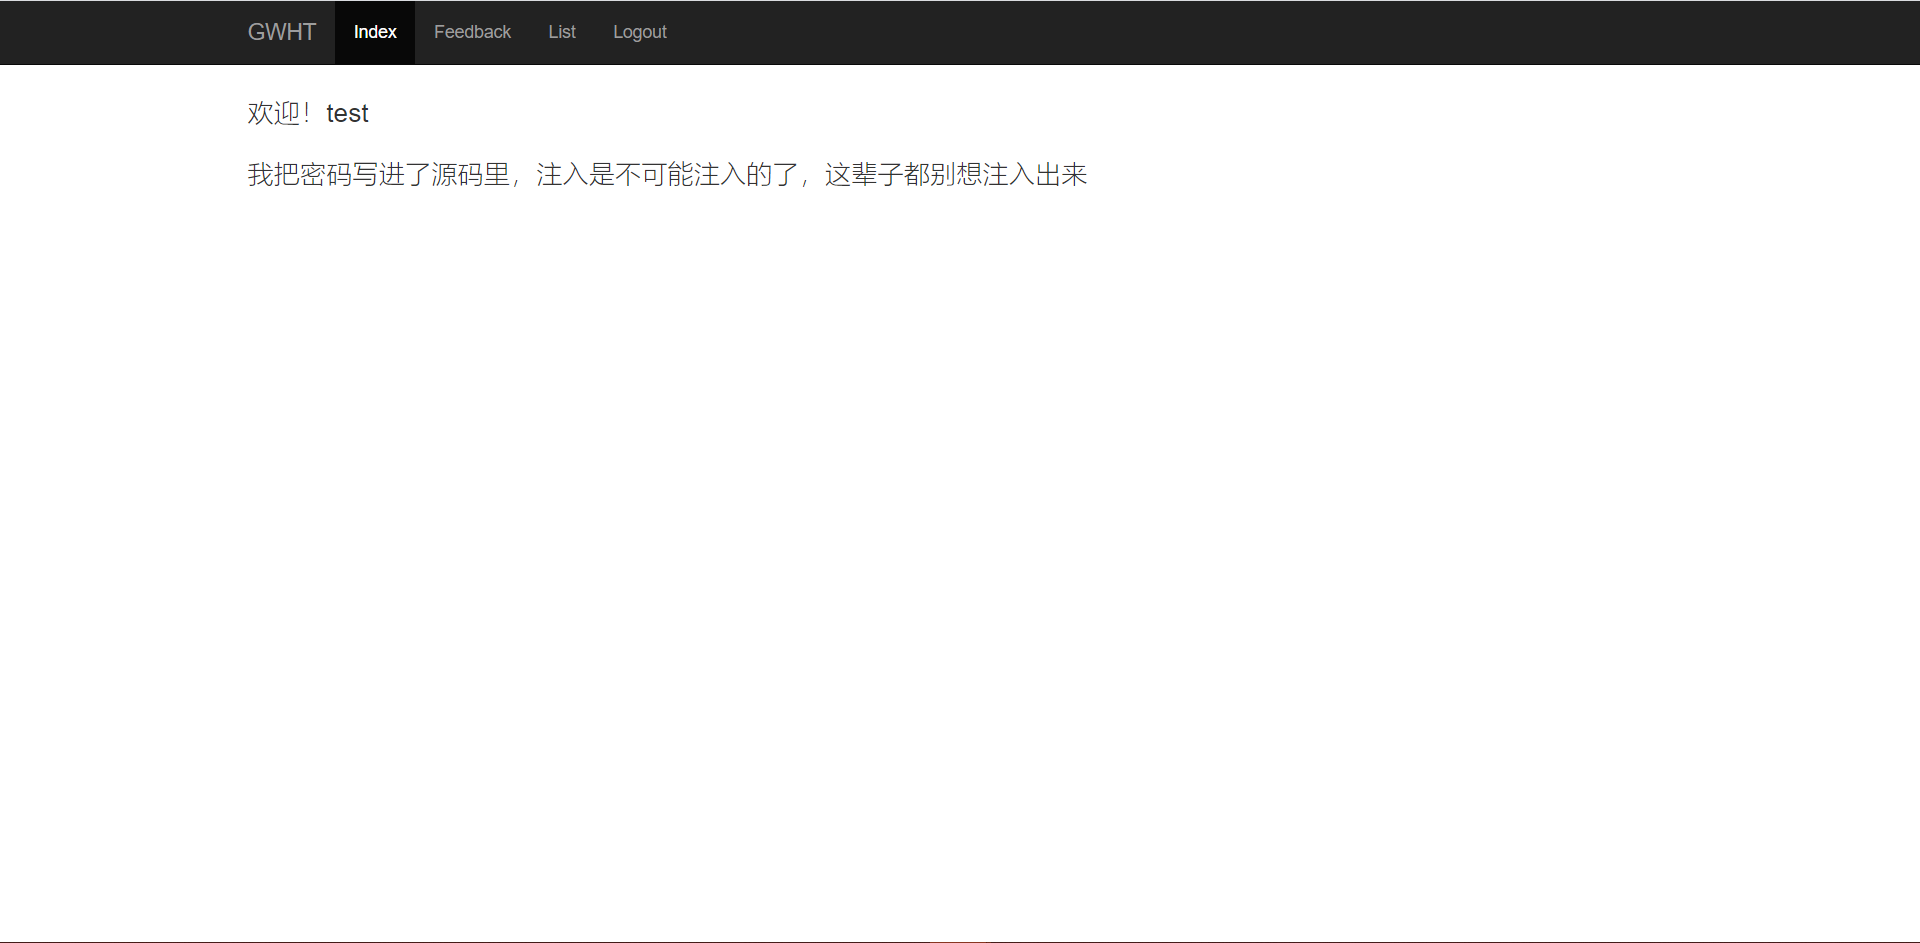 GWHT Index Feedback List Logout
欢迎！test
我把密码写进了源码里，注入是不可能注入的了，这辈子都别想注入出来